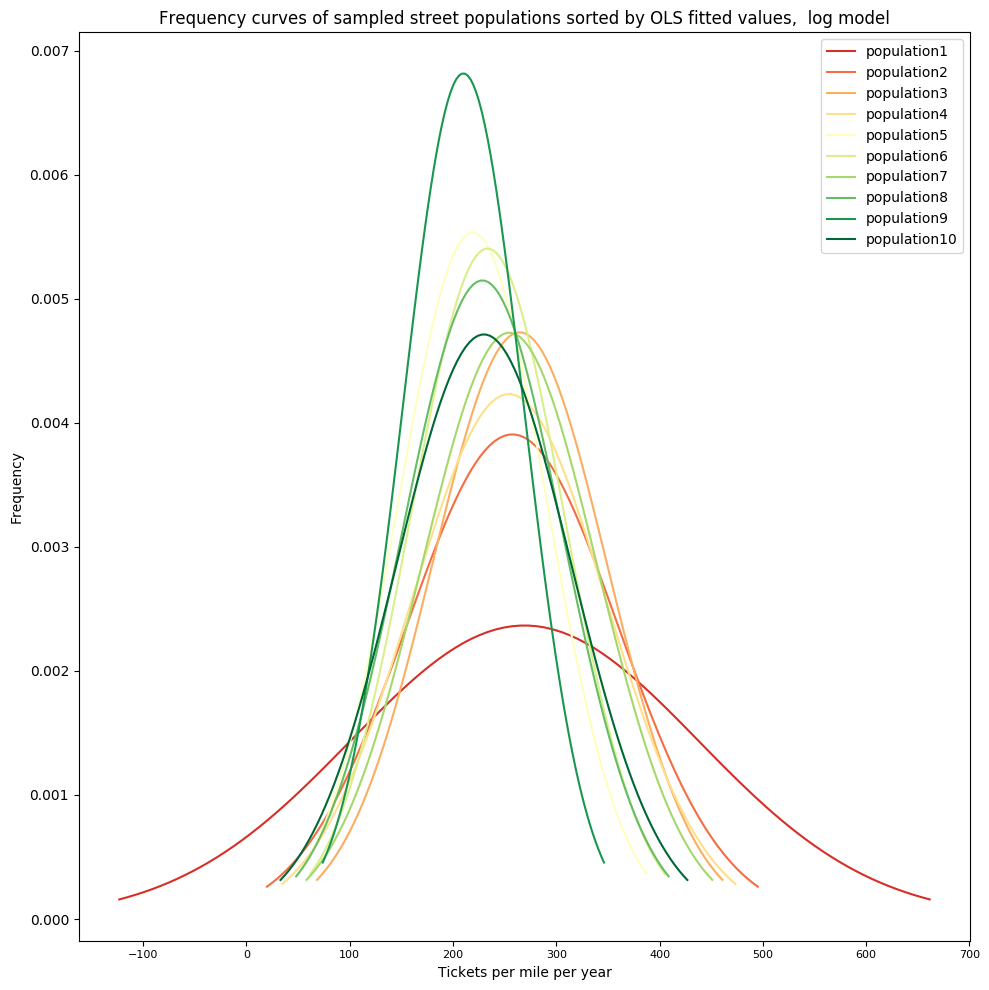 Frequency curves of sampled street populations sorted by OLS fitted values,  log model
0.007
0.006
0.005
0.004
0.003
0.002
0.001
0.000
Frequency
population1
population2
population3
population4
population5
population6
population7
population8
population9
population10
−100
0
100
200
300
400
500
600
700
Tickets per mile per year